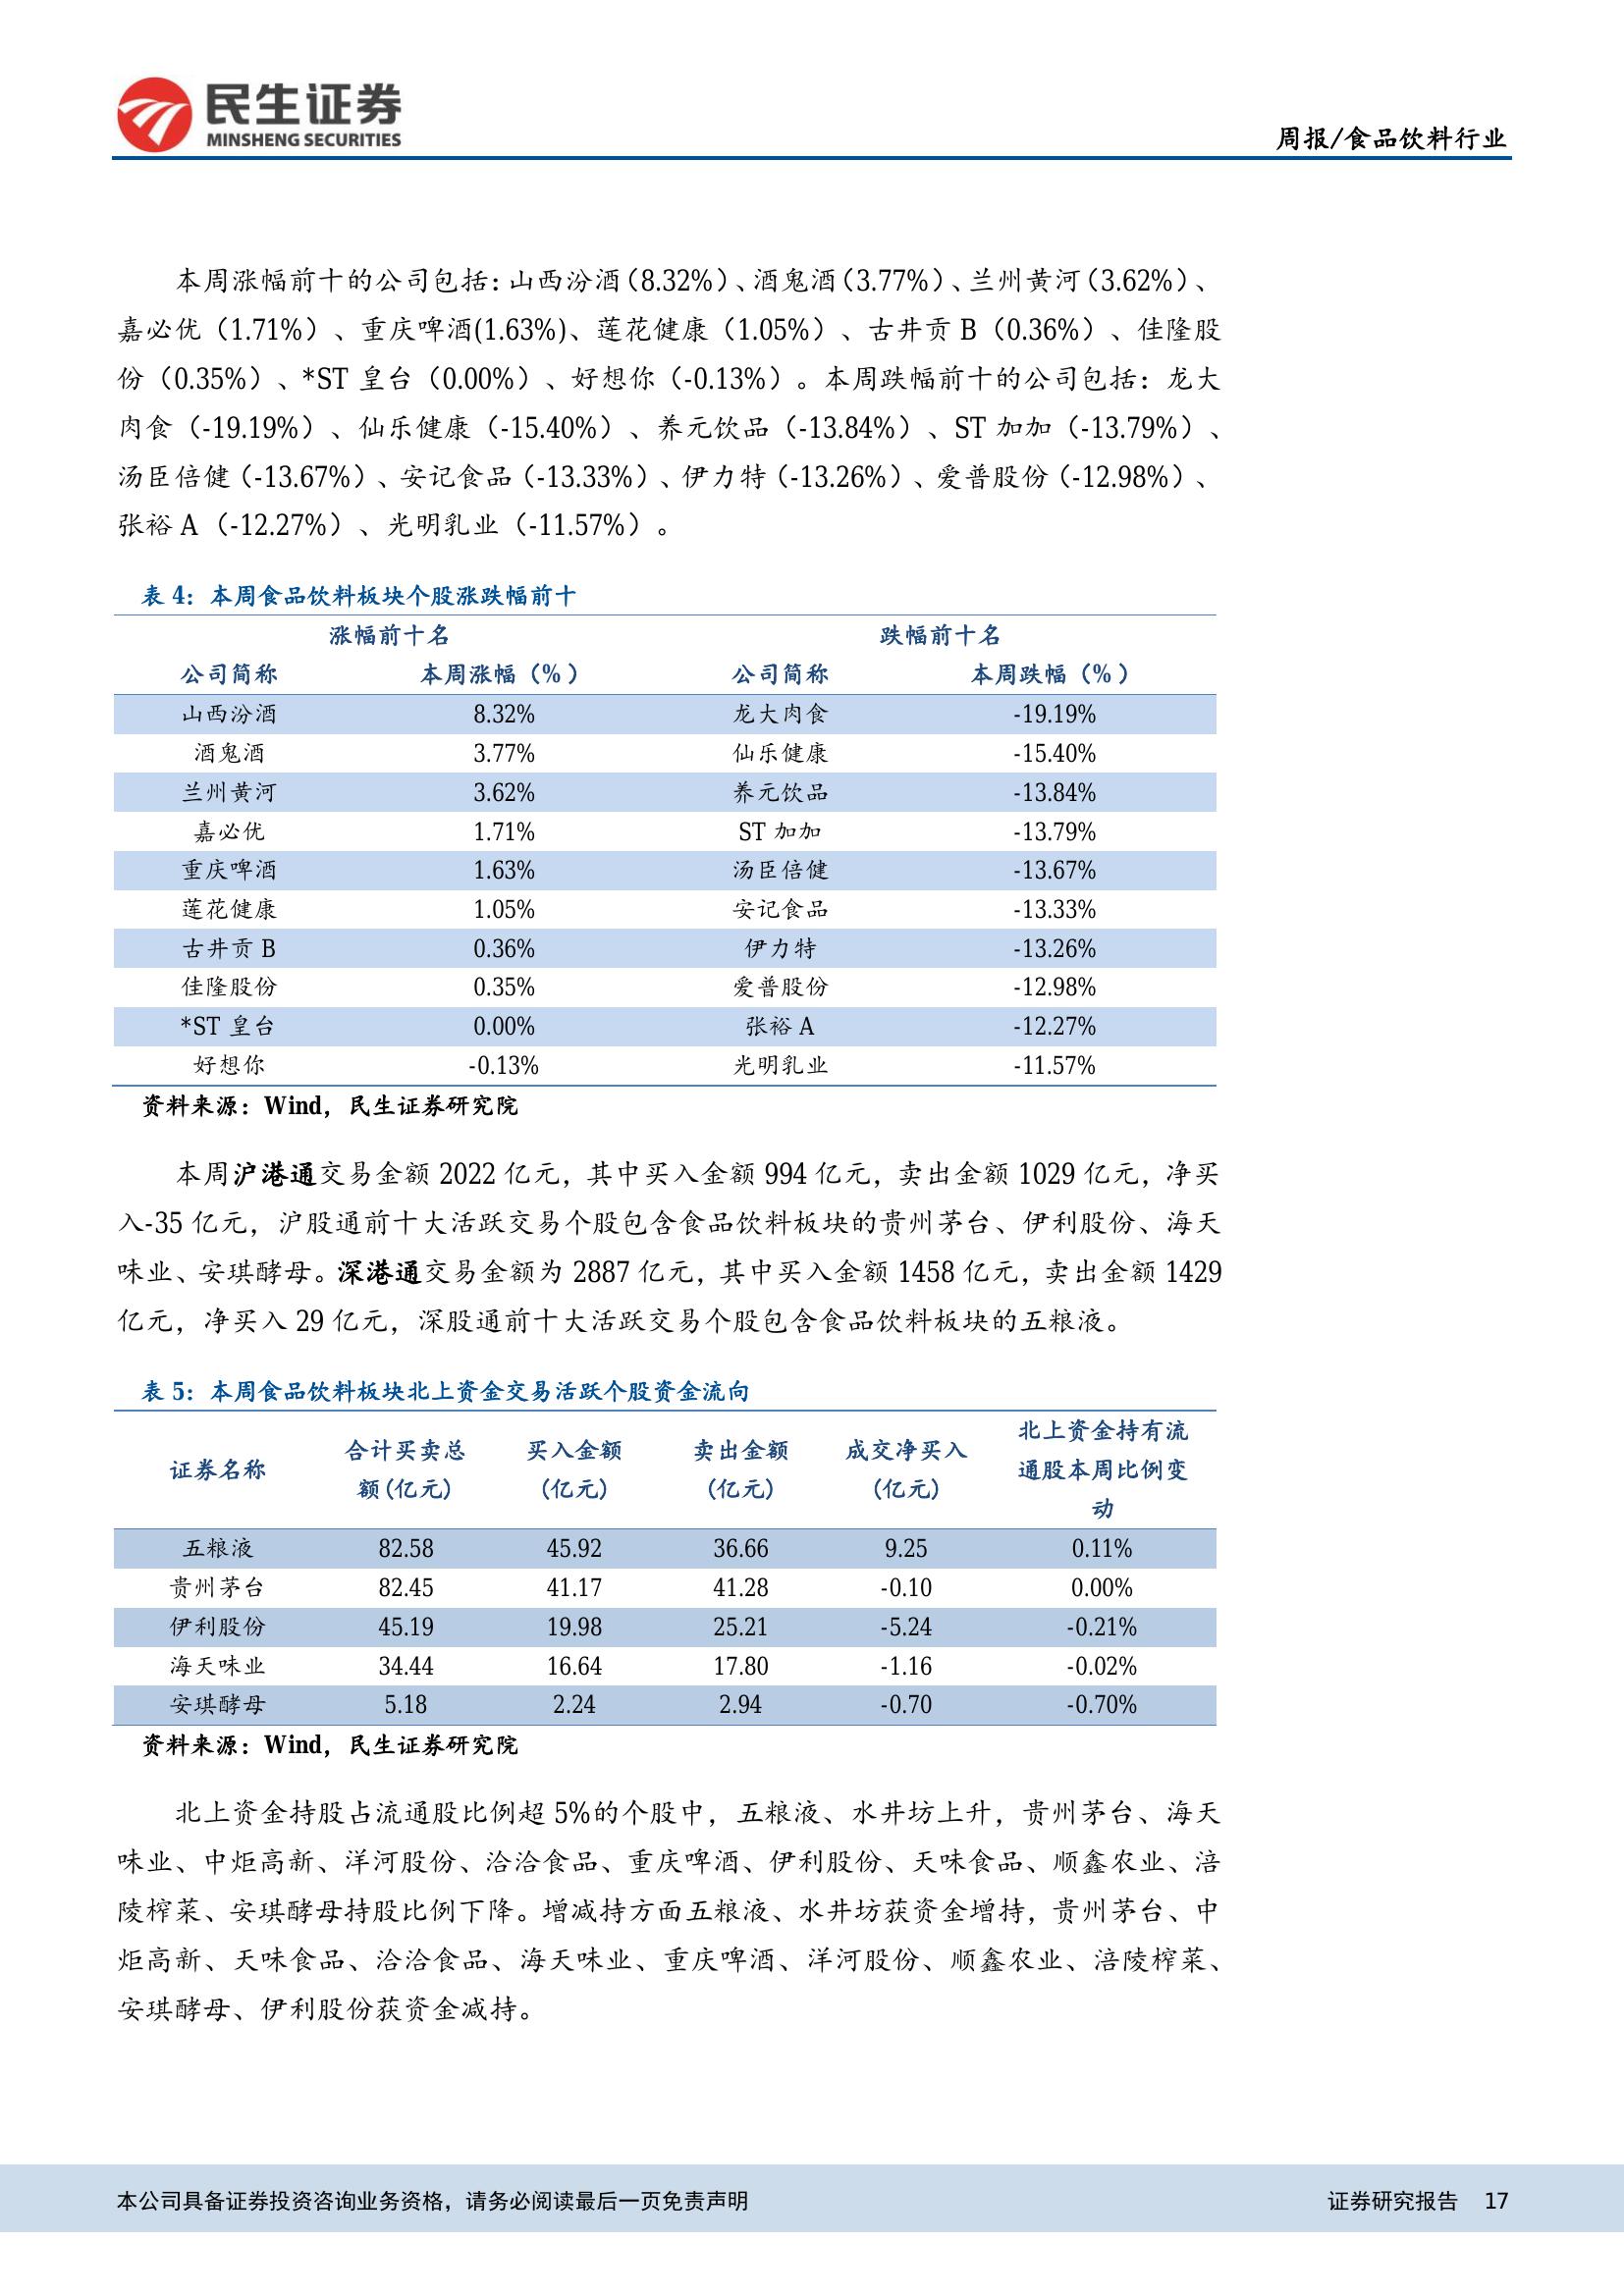 民生证券
MINSHENG SECURITIES
周报/食品饮料行业
本周涨幅前十的公司包括：山西汾酒（8.32%）、酒鬼酒（3.77%）、兰州黄河（3.62%）、
嘉必优（1.71%）、重庆啤酒(1.63%)、莲花健康（1.05%）、古井贡 B（0.36%）、佳隆股
份（0.35%）、*ST 皇台（0.00%）、好想你（-0.13%）。本周跌幅前十的公司包括：龙大
肉食（-19.19%）、仙乐健康（-15.40%）、养元饮品（-13.84%）、ST 加加（-13.79%）、
汤臣倍健（-13.67%）、安记食品（-13.33%）、伊力特（-13.26%）、爱普股份（-12.98%）、
张裕 A（-12.27%）、光明乳业（-11.57%）。
表 4：本周食品饮料板块个股涨跌幅前十
涨幅前十名 跌幅前十名
公司简称 本周涨幅（%） 公司简称 本周跌幅（%）
山西汾酒 8.32% 龙大肉食 -19.19%
酒鬼酒 3.77% 仙乐健康 -15.40%
兰州黄河 3.62% 养元饮品 -13.84%
嘉必优 1.71% ST 加加 -13.79%
重庆啤酒 1.63% 汤臣倍健 -13.67%
莲花健康 1.05% 安记食品 -13.33%
古井贡 B 0.36% 伊力特 -13.26%
佳隆股份 0.35% 爱普股份 -12.98%
*ST 皇台 0.00% 张裕 A -12.27%
好想你 -0.13% 光明乳业 -11.57%
资料来源：Wind，民生证券研究院
本周沪港通交易金额 2022 亿元，其中买入金额 994 亿元，卖出金额 1029 亿元，净买
入-35 亿元，沪股通前十大活跃交易个股包含食品饮料板块的贵州茅台、伊利股份、海天
味业、安琪酵母。深港通交易金额为 2887 亿元，其中买入金额 1458 亿元，卖出金额 1429
亿元，净买入 29 亿元，深股通前十大活跃交易个股包含食品饮料板块的五粮液。
表 5：本周食品饮料板块北上资金交易活跃个股资金流向
证券名称 合计买卖总 买入金额 卖出金额 成交净买入 北上资金持有流
额(亿元) (亿元) (亿元) (亿元) 通股本周比例变
动
五粮液 82.58 45.92 36.66 9.25 0.11%
贵州茅台 82.45 41.17 41.28 -0.10 0.00%
伊利股份 45.19 19.98 25.21 -5.24 -0.21%
海天味业 34.44 16.64 17.80 -1.16 -0.02%
安琪酵母 5.18 2.24 2.94 -0.70 -0.70%
资料来源：Wind，民生证券研究院
北上资金持股占流通股比例超 5%的个股中，五粮液、水井坊上升，贵州茅台、海天
味业、中炬高新、洋河股份、洽洽食品、重庆啤酒、伊利股份、天味食品、顺鑫农业、涪
陵榨菜、安琪酵母持股比例下降。增减持方面五粮液、水井坊获资金增持，贵州茅台、中
炬高新、天味食品、洽洽食品、海天味业、重庆啤酒、洋河股份、顺鑫农业、涪陵榨菜、
安琪酵母、伊利股份获资金减持。
本公司具备证券投资咨询业务资格，请务必阅读最后一页免责声明 证券研究报告 17